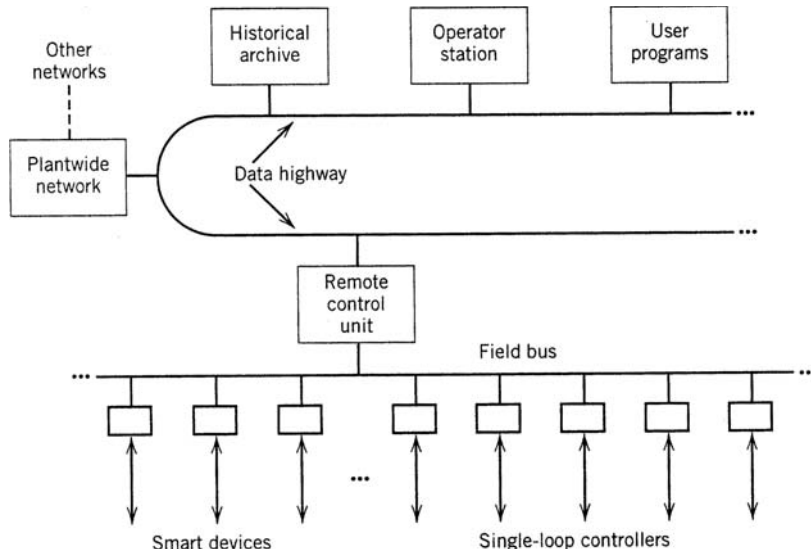 Other
networks
Historical
archive
Operator
station
User
programs
...
Plantwide
network
Data highway
...
Remote
control
unit
Field bus
...
...
...
Smart devices
Single-loop controllers